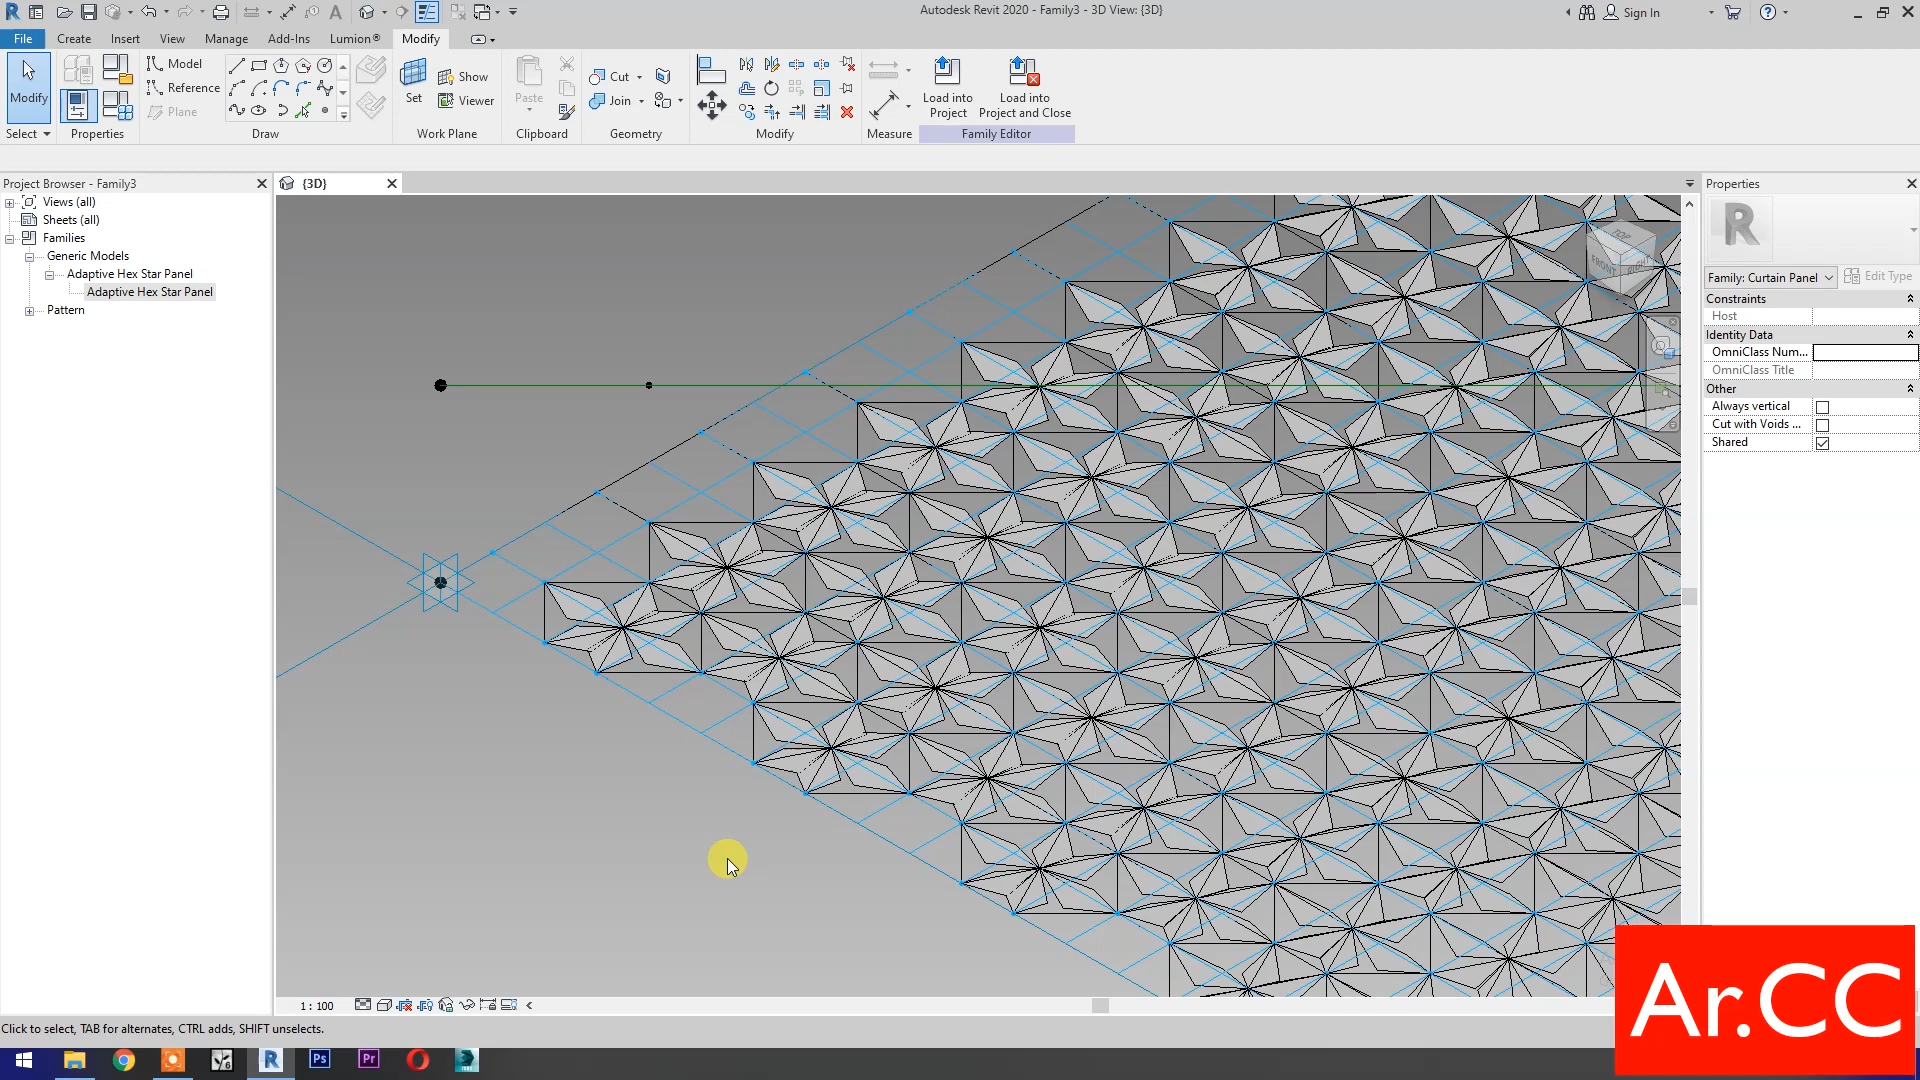 Autodesk Revit 2020 - Family3 - 3D View: {3D}
Sign In
File Create Insert View Manage Add-Ins Lumion® Modify
Modify
Select
Properties
Model
Reference
Plane
Draw
Set
Show
Viewer
Work Plane
Paste
Clipboard
Cut
Join
Geometry
Modify
Measure
Load into
Project
Load into
Project and Close
Family Editor
Project Browser - Family3
{3D}
Properties
Views (all)
Sheets (all)
Families
Generic Models
Adaptive Hex Star Panel
Adaptive Hex Star Panel
Pattern
TOP
FRONT
RIGHT
Family: Curtain Panel
Edit Type
Constraints
Host
Identity Data
OmniClass Num...
OmniClass Title
Other
Always vertical
Cut with Voids ...
Shared
1 : 100
Click to select, TAB for alternates, CTRL adds, SHIFT unselects.
Ar.CC